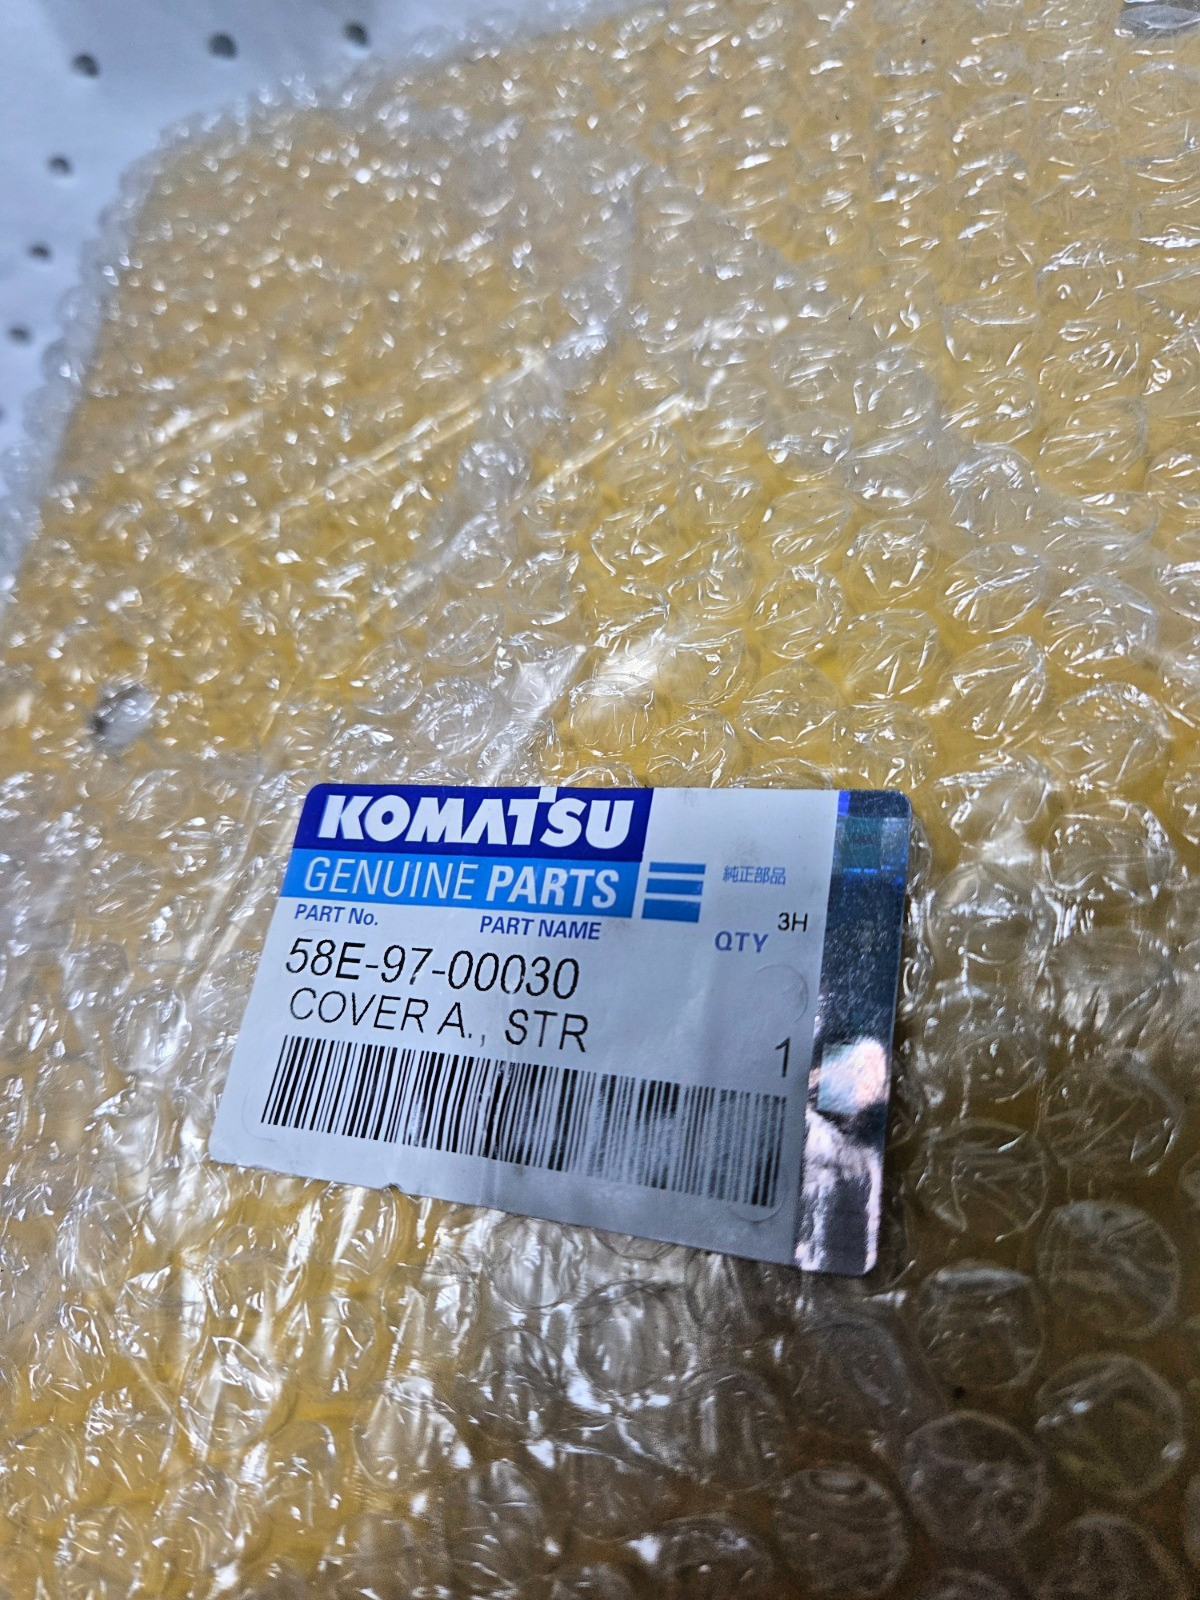 KOMATSU
GENUINE PARTS
純正部品
PART No. PART NAME QTY 3H
58E-97-00030
COVER A., STR
1